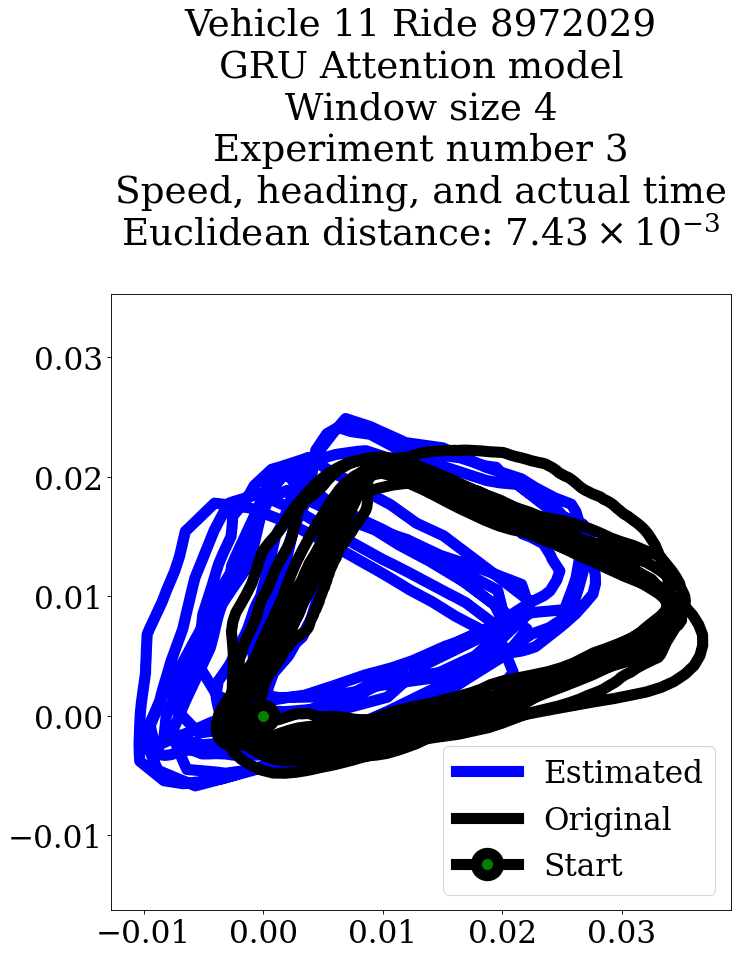 Vehicle 11 Ride 8972029
GRU Attention model
Window size 4
Experiment number 3
Speed, heading, and actual time
Euclidean distance: 7.43 × 10⁻³
0.03
0.02
0.01
0.00
−0.01
Estimated
Original
Start
−0.01 0.00 0.01 0.02 0.03